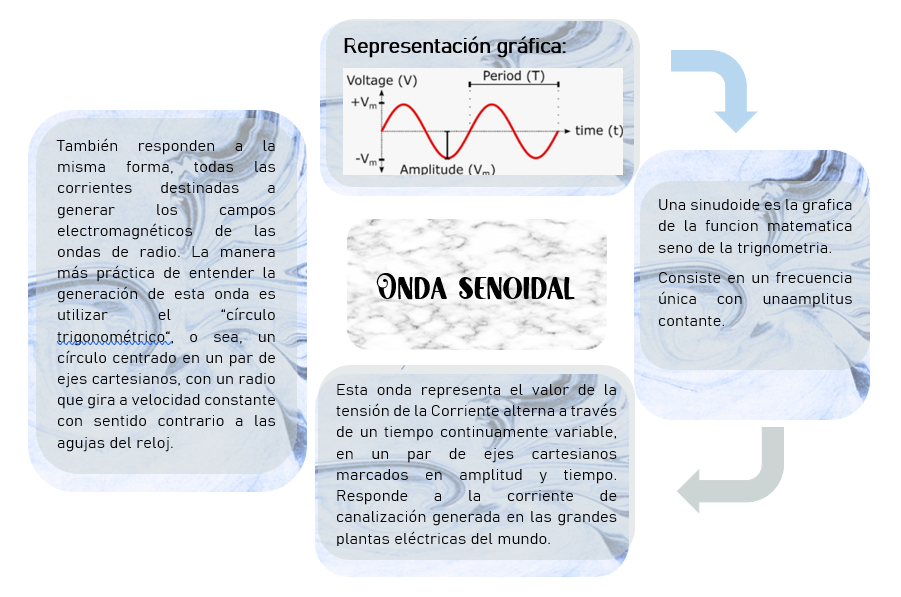 Representación gráfica:
Voltage (V)
Period (T)
+Vm
time (t)
-Vm
Amplitude (Vm)
Una sinudoide es la grafica
de la funcion matematica
seno de la trignometria.
Consiste en un frecuencia
única con unaamplitus
contante.
Esta onda representa el valor de la
tensión de la Corriente alterna a través
de un tiempo continuamente variable,
en un par de ejes cartesianos
marcados en amplitud y tiempo.
Responde a la corriente de
canalización generada en las grandes
plantas eléctricas del mundo.
También responden a la
misma forma, todas las
corrientes destinadas a
generar los campos
electromagnéticos de las
ondas de radio. La manera
más práctica de entender la
generación de esta onda es
utilizar el "círculo
trigonométrico", o sea, un
círculo centrado en un par de
ejes cartesianos, con un radio
que gira a velocidad constante
con sentido contrario a las
agujas del reloj.
Onda senoidal